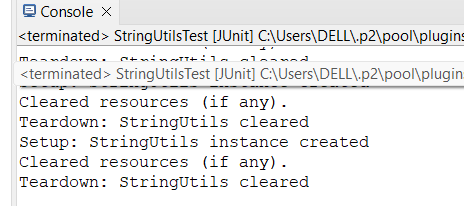 Console
<terminated> StringUtilsTest [JUnit] C:\Users\DELL\.p2\pool\plugins
Teardown: StringUtils cleared
<terminated> StringUtilsTest [JUnit] C:\Users\DELL\.p2\pool\plugins
Setup: StringUtils instance created
Cleared resources (if any).
Teardown: StringUtils cleared
Setup: StringUtils instance created
Cleared resources (if any).
Teardown: StringUtils cleared